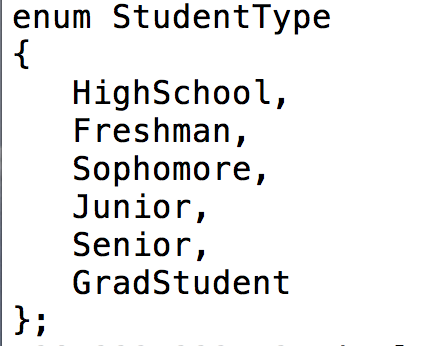 enum StudentType
{
HighSchool,
Freshman,
Sophomore,
Junior,
Senior,
GradStudent
};